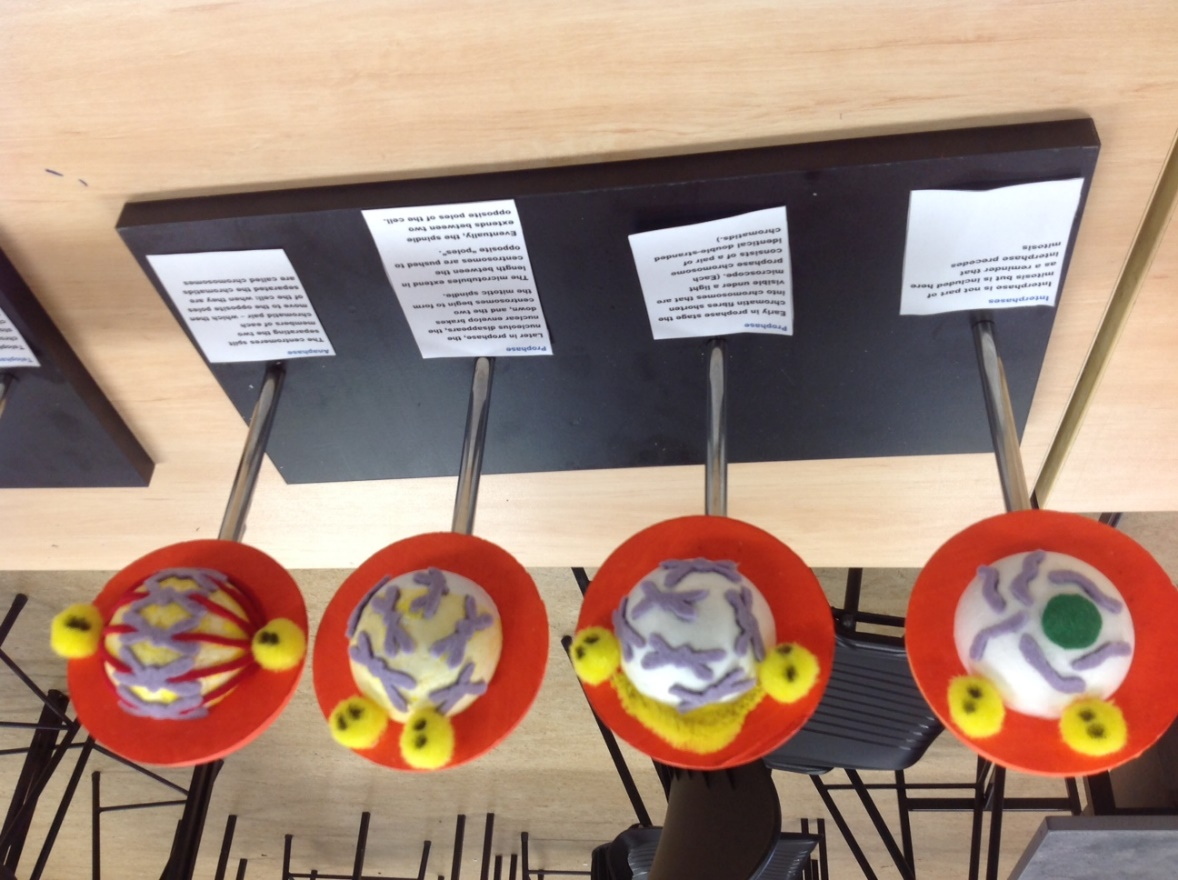 Interphases
Interphase is not part of
mitosis but is included here
as a reminder that
interphase precedes
mitosis
Prophase
Early in prophase stage the
chromatin fibres shorten
into chromosomes that are
visible under a light
microscope. (Each
prophase chromosome
consists of a pair of
identical double-stranded
chromatids.)
Prophase
Later in prophase, the
nucleolus disappears, the
nuclear envelop brakes
down, and the two
centrosomes begin to form
the mitotic spindle.
The microtubules extend in
length between the
centrosomes are pushed to
opposite "poles".
Eventually, the spindle
extends between two
opposite poles of the cell.
Anaphase
The centromeres split
separating the two
members of each
chromatic pair - which then
move to the opposite poles
of the cell: when they are
separated the chromatids
are called chromosomes
Telophase